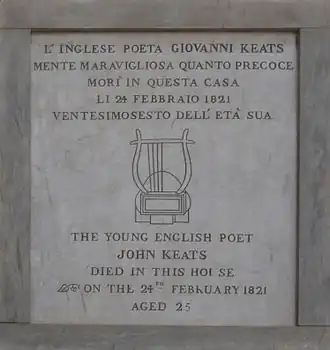 L' INGLESE POETA GIOVANNI KEATS
MENTE MARAVIGLIOSA QUANTO PRECOCE
MORÌ IN QUESTA CASA
LI 24 FEBBRAIO 1821
VENTESIMOSESTO DELL' ETÀ SUA
THE YOUNG ENGLISH POET
JOHN KEATS
DIED IN THIS HOUSE
ON THE 24TH FEBRUARY 1821
AGED 25